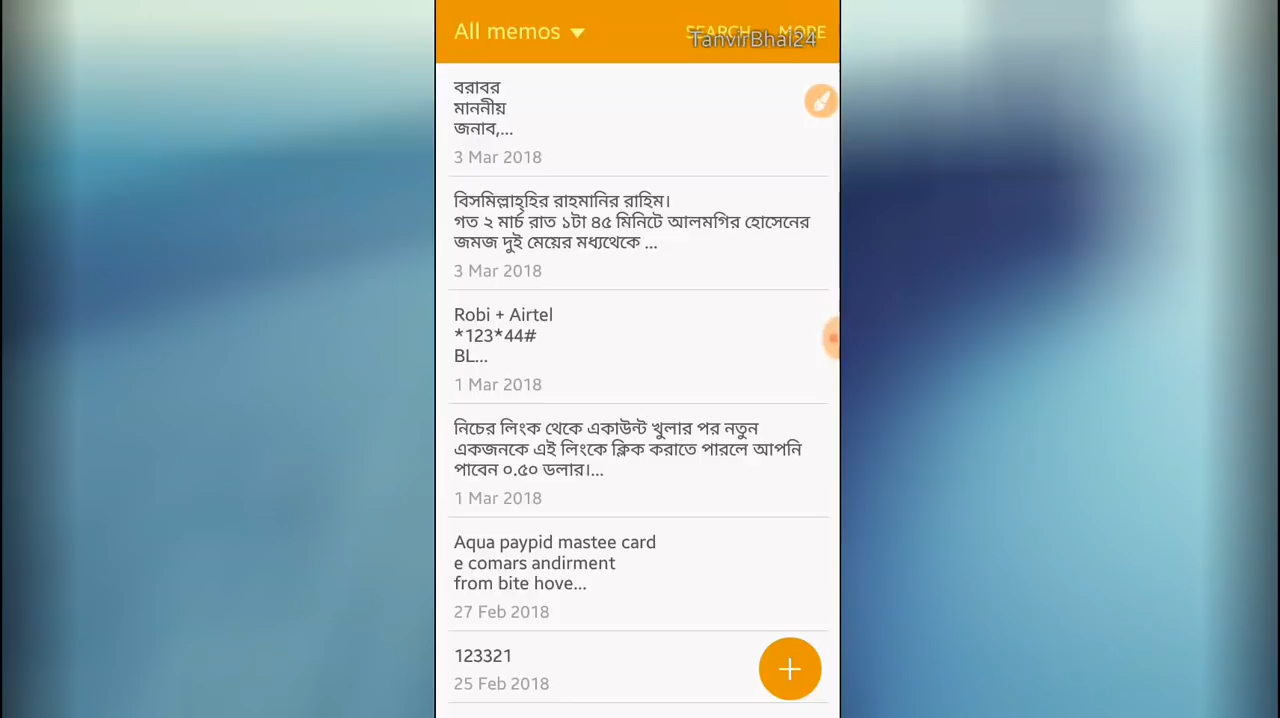 All memos
SEARCH MORE
TanvirBhai24
বরাবর
মাননীয়
জনাব,...
3 Mar 2018
বিসমিল্লাহ্হির রাহমানির রাহিম।
গত ২ মার্চ রাত ১টা ৪৫ মিনিটে আলমগির হোসেনের
জমজ দুই মেয়ের মধ্যথেকে ...
3 Mar 2018
Robi + Airtel
*123*44#
BL...
1 Mar 2018
নিচের লিংক থেকে একাউন্ট খুলার পর নতুন
একজনকে এই লিংকে ক্লিক করাতে পারলে আপনি
পাবেন ০.৫০ ডলার।...
1 Mar 2018
Aqua paypid mastee card
e comars andirment
from bite hove...
27 Feb 2018
123321
25 Feb 2018